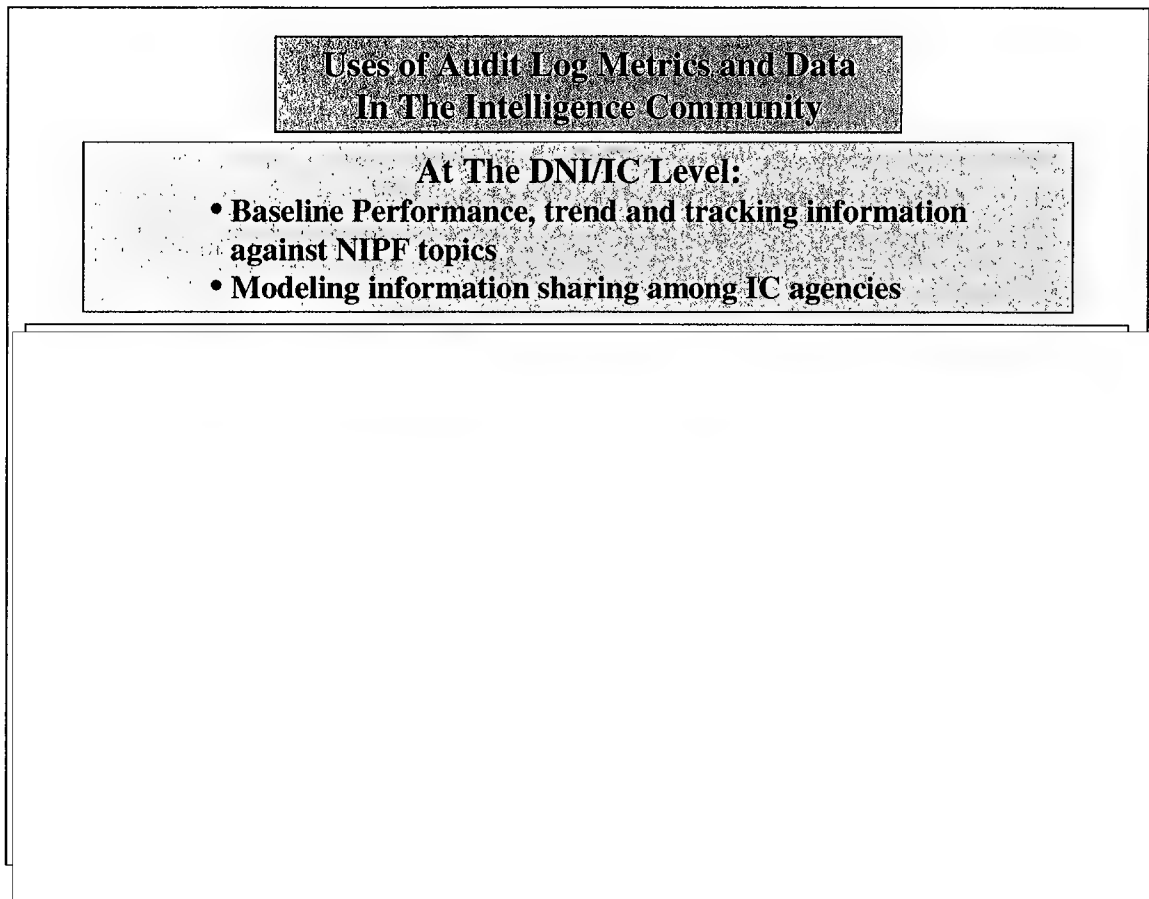 Uses of Audit Log Metrics and Data
In The Intelligence Community
At The DNI/IC Level:
• Baseline Performance, trend and tracking information
against NIPF topics
• Modeling information sharing among IC agencies